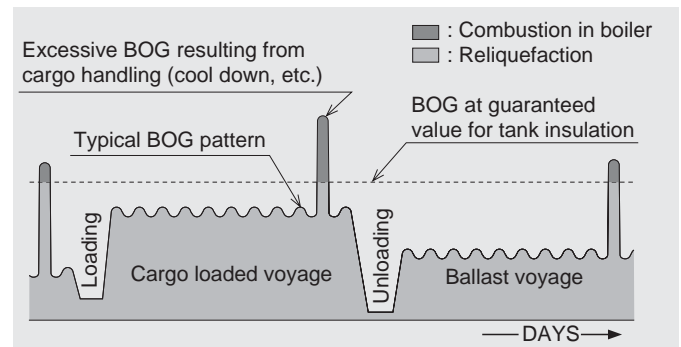 : Combustion in boiler
: Reliquefaction
Excessive BOG resulting from
cargo handling (cool down, etc.)
BOG at guaranteed
value for tank insulation
Typical BOG pattern
Loading
Cargo loaded voyage
Unloading
Ballast voyage
DAYS